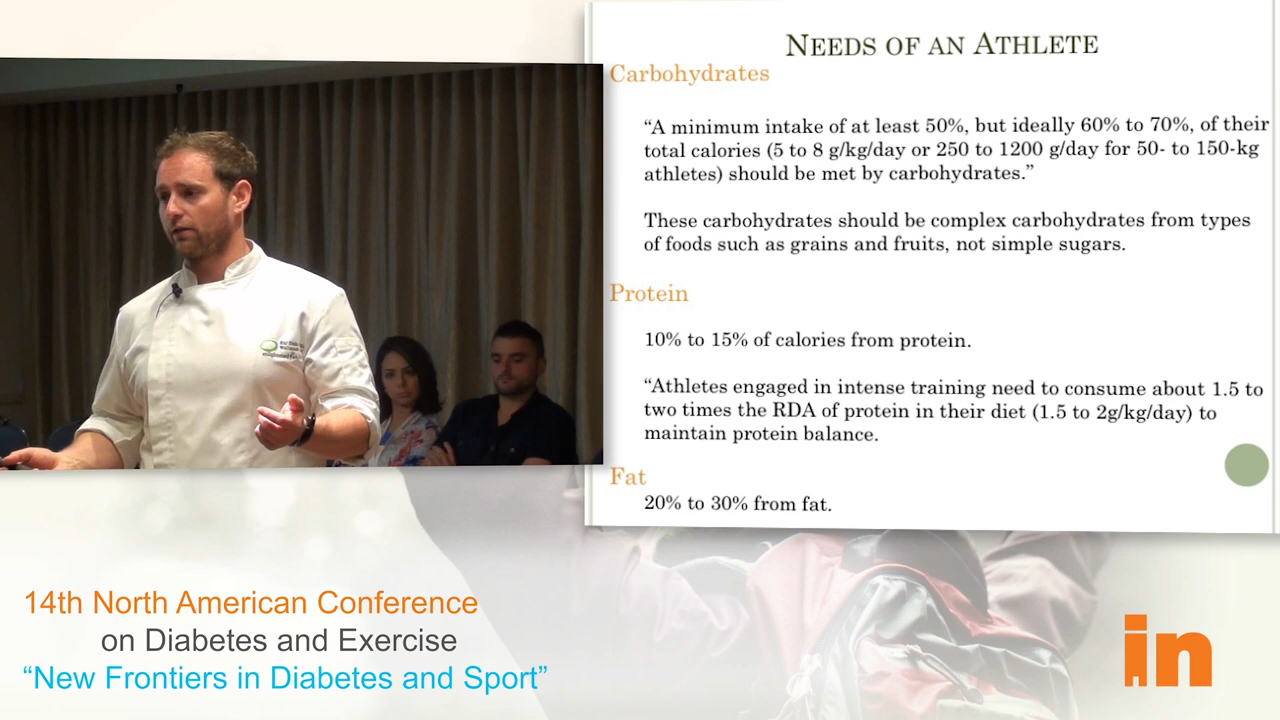 NEEDS OF AN ATHLETE
Carbohydrates
“A minimum intake of at least 50%, but ideally 60% to 70%, of their
total calories (5 to 8 g/kg/day or 250 to 1200 g/day for 50- to 150-kg
athletes) should be met by carbohydrates.”
These carbohydrates should be complex carbohydrates from types
of foods such as grains and fruits, not simple sugars.
Protein
10% to 15% of calories from protein.
“Athletes engaged in intense training need to consume about 1.5 to
two times the RDA of protein in their diet (1.5 to 2g/kg/day) to
maintain protein balance.
Fat
20% to 30% from fat.
14th North American Conference
on Diabetes and Exercise
“New Frontiers in Diabetes and Sport”
in